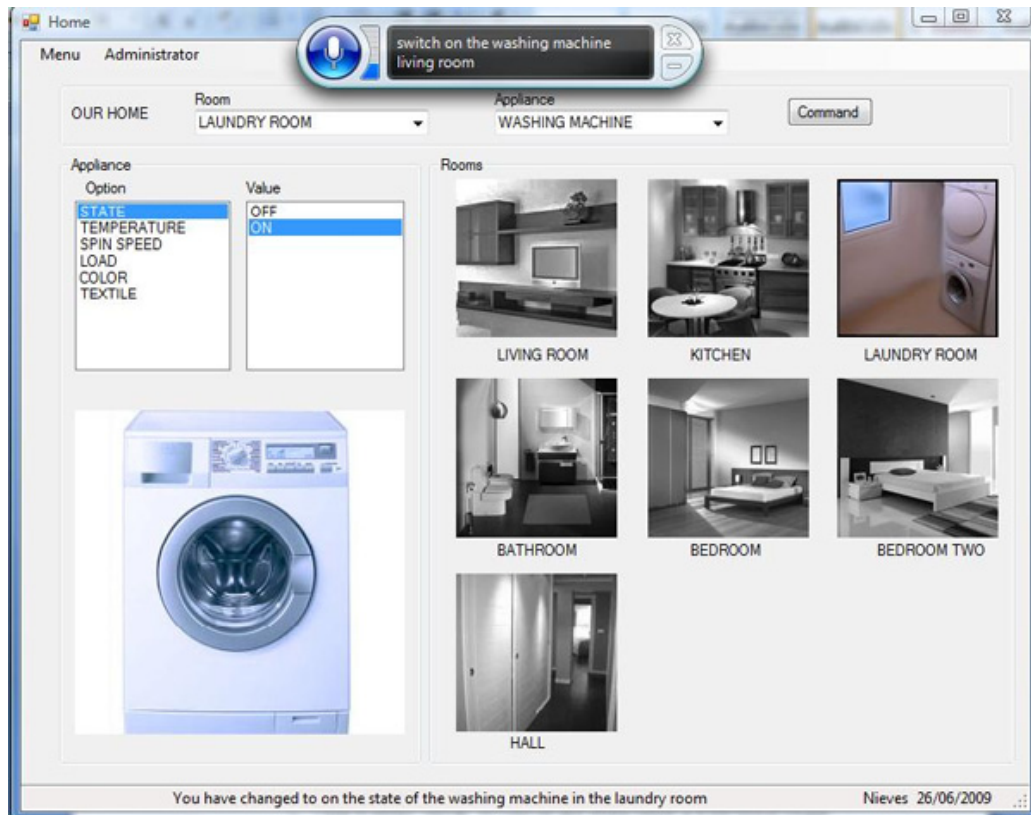 Home
switch on the washing machine
living room
Menu Administrator
OUR HOME
Room
LAUNDRY ROOM
Appliance
WASHING MACHINE
Command
Appliance
Option
Value
STATE
TEMPERATURE
SPIN SPEED
LOAD
COLOR
TEXTILE
OFF
ON
Rooms
LIVING ROOM
KITCHEN
LAUNDRY ROOM
BATHROOM
BEDROOM
BEDROOM TWO
HALL
You have changed to on the state of the washing machine in the laundry room
Nieves 26/06/2009